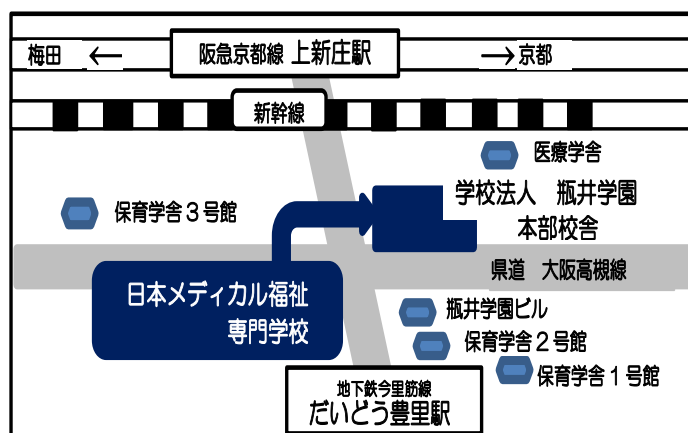 阪急京都線 上新庄駅
梅田 ←
→ 京都
新幹線
医療学舎
学校法人 瓶井学園
本部校舎
保育学舎3号館
県道 大阪高槻線
日本メディカル福祉
専門学校
瓶井学園ビル
保育学舎2号館
保育学舎1号館
地下鉄今里筋線
だいどう豊里駅